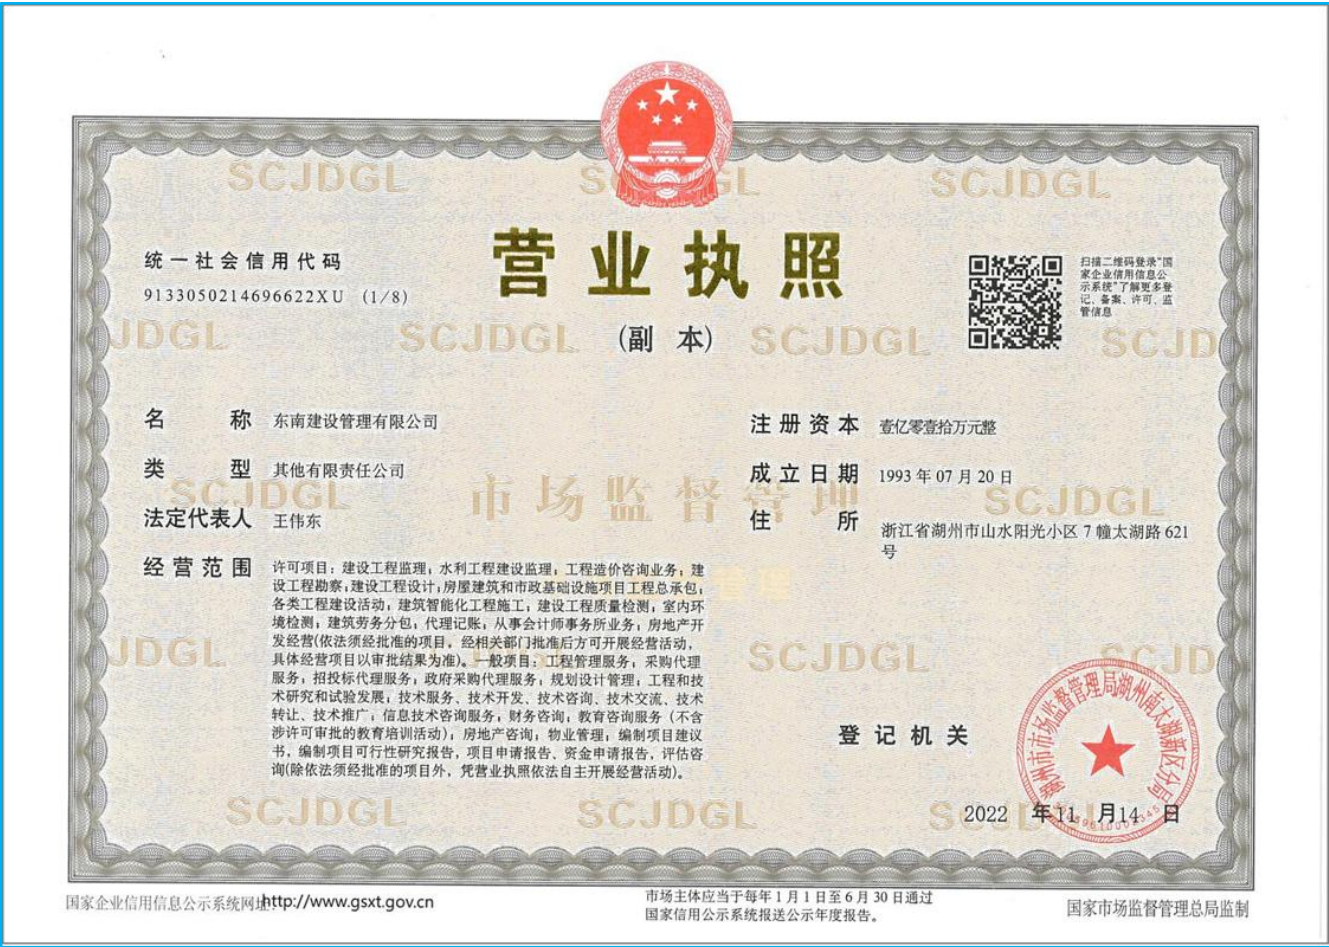 统一社会信用代码
9133050214696622XU (1/8)
营业执照
(副 本)
扫描二维码登录“国
家企业信用信息公
示系统”了解更多登
记、备案、许可、监
管信息
名 称 东南建设管理有限公司
类 型 其他有限责任公司
法定代表人 王伟东
经营范围 许可项目：建设工程监理；水利工程建设监理；工程造价咨询业务；建
设工程勘察；建设工程设计；房屋建筑和市政基础设施项目工程总承包；
各类工程建设活动；建筑智能化工程施工；建设工程质量检测；室内环
境检测；建筑劳务分包；代理记账；从事会计师事务所业务；房地产开
发经营(依法须经批准的项目，经相关部门批准后方可开展经营活动，
具体经营项目以审批结果为准)。一般项目：工程管理服务；采购代理
服务；招投标代理服务；政府采购代理服务；规划设计管理；工程和技
术研究和试验发展；技术服务、技术开发、技术咨询、技术交流、技术
转让、技术推广；信息技术咨询服务；财务咨询；教育咨询服务（不含
涉许可审批的教育培训活动）；房地产咨询；物业管理；编制项目建议
书，编制项目可行性研究报告，项目申请报告、资金申请报告，评估咨
询(除依法须经批准的项目外，凭营业执照依法自主开展经营活动)。
注册资本 壹亿零壹拾万元整
成立日期 1993年07月20日
住 所 浙江省湖州市山水阳光小区7幢太湖路621
号
登记机关
湖州市市场监督管理局湖州南太湖新区分局
2022 年11 月14 日
SCJDGL
市场监督管理
国家企业信用信息公示系统网址：http://www.gsxt.gov.cn
市场主体应当于每年1月1日至6月30日通过
国家信用公示系统报送公示年度报告。
国家市场监督管理总局监制